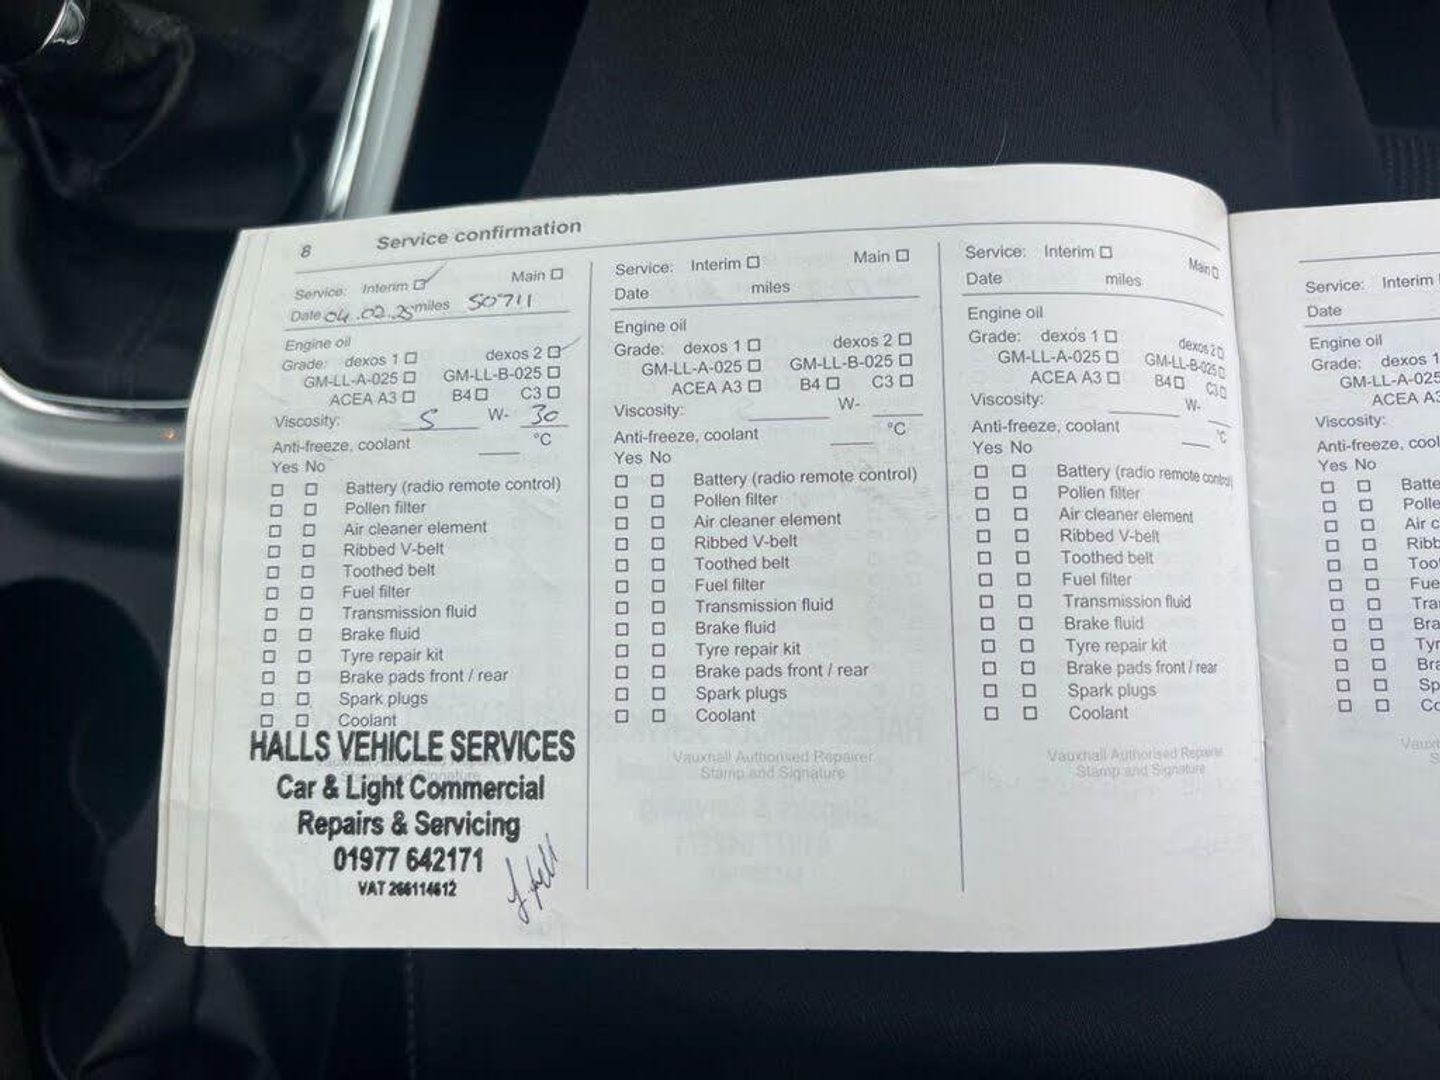 8 Service confirmation
Service: Interim ☑ Main ☐
Date 04.02.25 miles 50711
Engine oil
Grade: dexos 1 ☐ dexos 2 ☑
GM-LL-A-025 ☐ GM-LL-B-025 ☐
ACEA A3 ☐ B4 ☐ C3 ☐
Viscosity: 5 W- 30
Anti-freeze, coolant ____ °C
Yes No
☐ ☐ Battery (radio remote control)
☐ ☐ Pollen filter
☐ ☐ Air cleaner element
☐ ☐ Ribbed V-belt
☐ ☐ Toothed belt
☐ ☐ Fuel filter
☐ ☐ Transmission fluid
☐ ☐ Brake fluid
☐ ☐ Tyre repair kit
☐ ☐ Brake pads front / rear
☐ ☐ Spark plugs
☐ ☐ Coolant
HALLS VEHICLE SERVICES
Car & Light Commercial
Repairs & Servicing
01977 642171
VAT 266114612
Service: Interim ☐ Main ☐
Date miles
Engine oil
Grade: dexos 1 ☐ dexos 2 ☐
GM-LL-A-025 ☐ GM-LL-B-025 ☐
ACEA A3 ☐ B4 ☐ C3 ☐
Viscosity: ____ W- ____
Anti-freeze, coolant ____ °C
Yes No
☐ ☐ Battery (radio remote control)
☐ ☐ Pollen filter
☐ ☐ Air cleaner element
☐ ☐ Ribbed V-belt
☐ ☐ Toothed belt
☐ ☐ Fuel filter
☐ ☐ Transmission fluid
☐ ☐ Brake fluid
☐ ☐ Tyre repair kit
☐ ☐ Brake pads front / rear
☐ ☐ Spark plugs
☐ ☐ Coolant
Vauxhall Authorised Repairer
Stamp and Signature
Service: Interim ☐ Main ☐
Date miles
Engine oil
Grade: dexos 1 ☐ dexos 2 ☐
GM-LL-A-025 ☐ GM-LL-B-025 ☐
ACEA A3 ☐ B4 ☐ C3 ☐
Viscosity: ____ W- ____
Anti-freeze, coolant ____ °C
Yes No
☐ ☐ Battery (radio remote control)
☐ ☐ Pollen filter
☐ ☐ Air cleaner element
☐ ☐ Ribbed V-belt
☐ ☐ Toothed belt
☐ ☐ Fuel filter
☐ ☐ Transmission fluid
☐ ☐ Brake fluid
☐ ☐ Tyre repair kit
☐ ☐ Brake pads front / rear
☐ ☐ Spark plugs
☐ ☐ Coolant
Vauxhall Authorised Repairer
Stamp and Signature
Service: Interim
Date
Engine oil
Grade: dexos 1
GM-LL-A-025
ACEA A3
Viscosity:
Anti-freeze,
Yes No